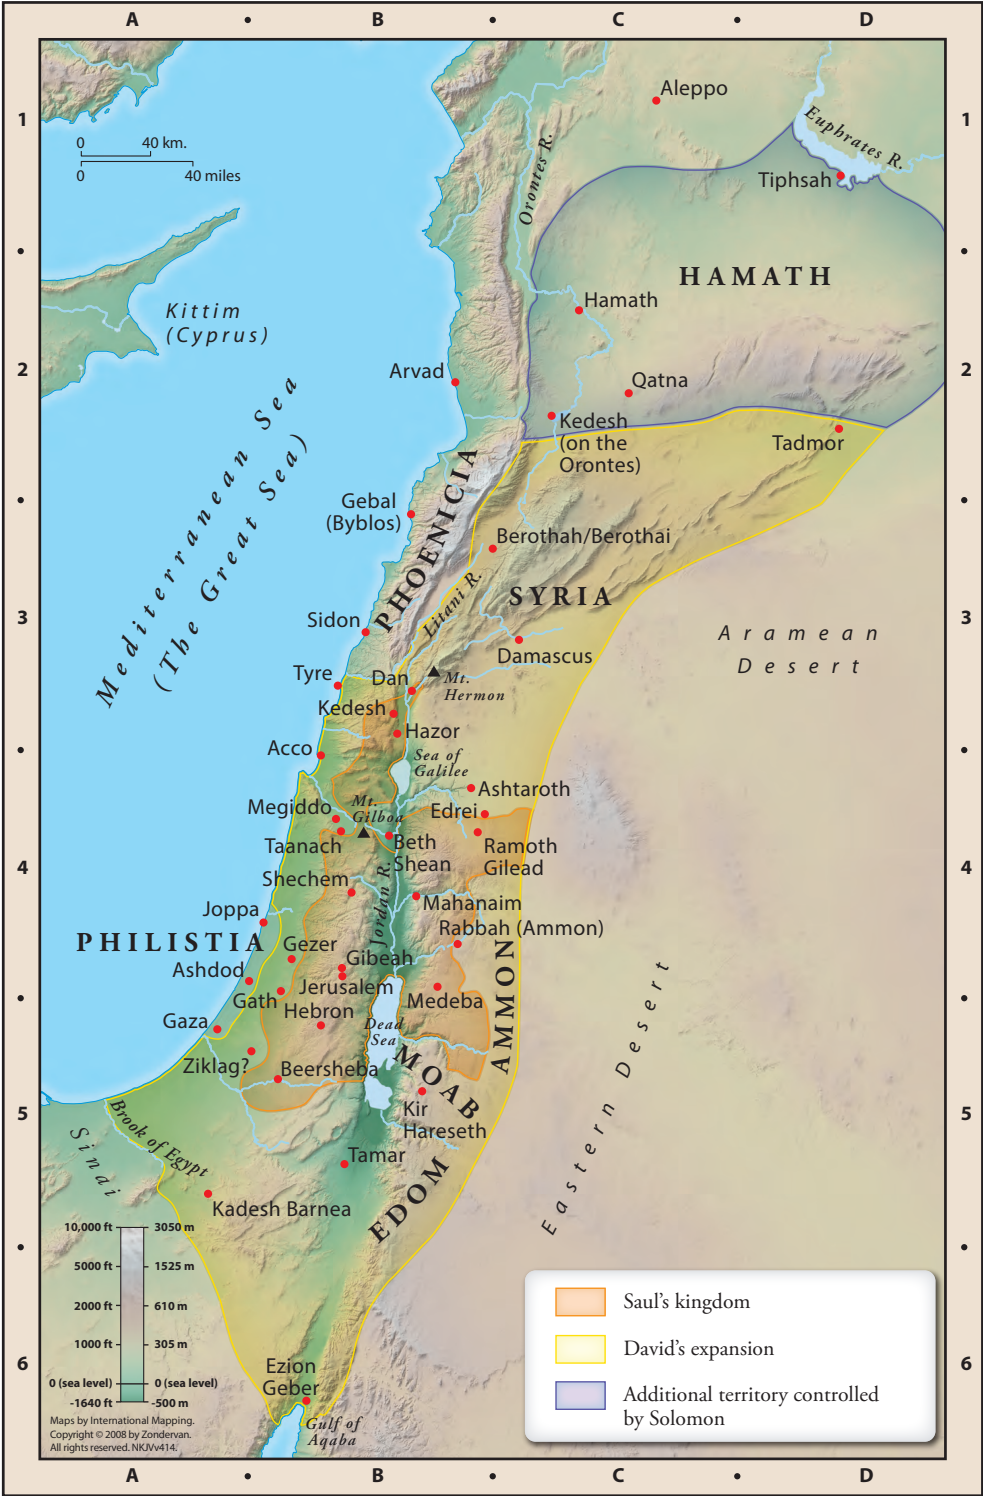 A • B • C • D
1
Aleppo
Euphrates R.
0 40 km.
0 40 miles
Orontes R.
Tiphsah
•
HAMATH
Hamath
Kittim
(Cyprus)
2
Arvad
Qatna
Kedesh
(on the
Orontes)
Tadmor
Mediterranean Sea
(The Great Sea)
•
Gebal
(Byblos)
PHOENICIA
Berothah/Berothai
Litani R.
SYRIA
3
Sidon
Aramean
Desert
Damascus
Tyre
Dan
Mt.
Hermon
Kedesh
Hazor
•
Acco
Sea of
Galilee
Ashtaroth
Megiddo
Mt.
Gilboa
Edrei
Taanach
Beth
Shean
Ramoth
Gilead
4
Shechem
Jordan R.
Mahanaim
Joppa
Rabbah (Ammon)
PHILISTIA
Gezer
Gibeah
Ashdod
Jerusalem
AMMON
•
Gath
Medeba
Hebron
Gaza
Dead
Sea
Ziklag?
Beersheba
MOAB
Eastern Desert
5
Kir
Hareseth
Brook of Egypt
Sinai
Tamar
EDOM
Kadesh Barnea
•
10,000 ft 3050 m
5000 ft 1525 m
2000 ft 610 m
1000 ft 305 m
0 (sea level) 0 (sea level)
-1640 ft -500 m
Saul's kingdom
David's expansion
Additional territory controlled
by Solomon
6
Ezion
Geber
Gulf of
Aqaba
Maps by International Mapping.
Copyright © 2008 by Zondervan.
All rights reserved. NKJVv414.
1
•
2
•
3
•
4
•
5
•
6
A • B • C • D